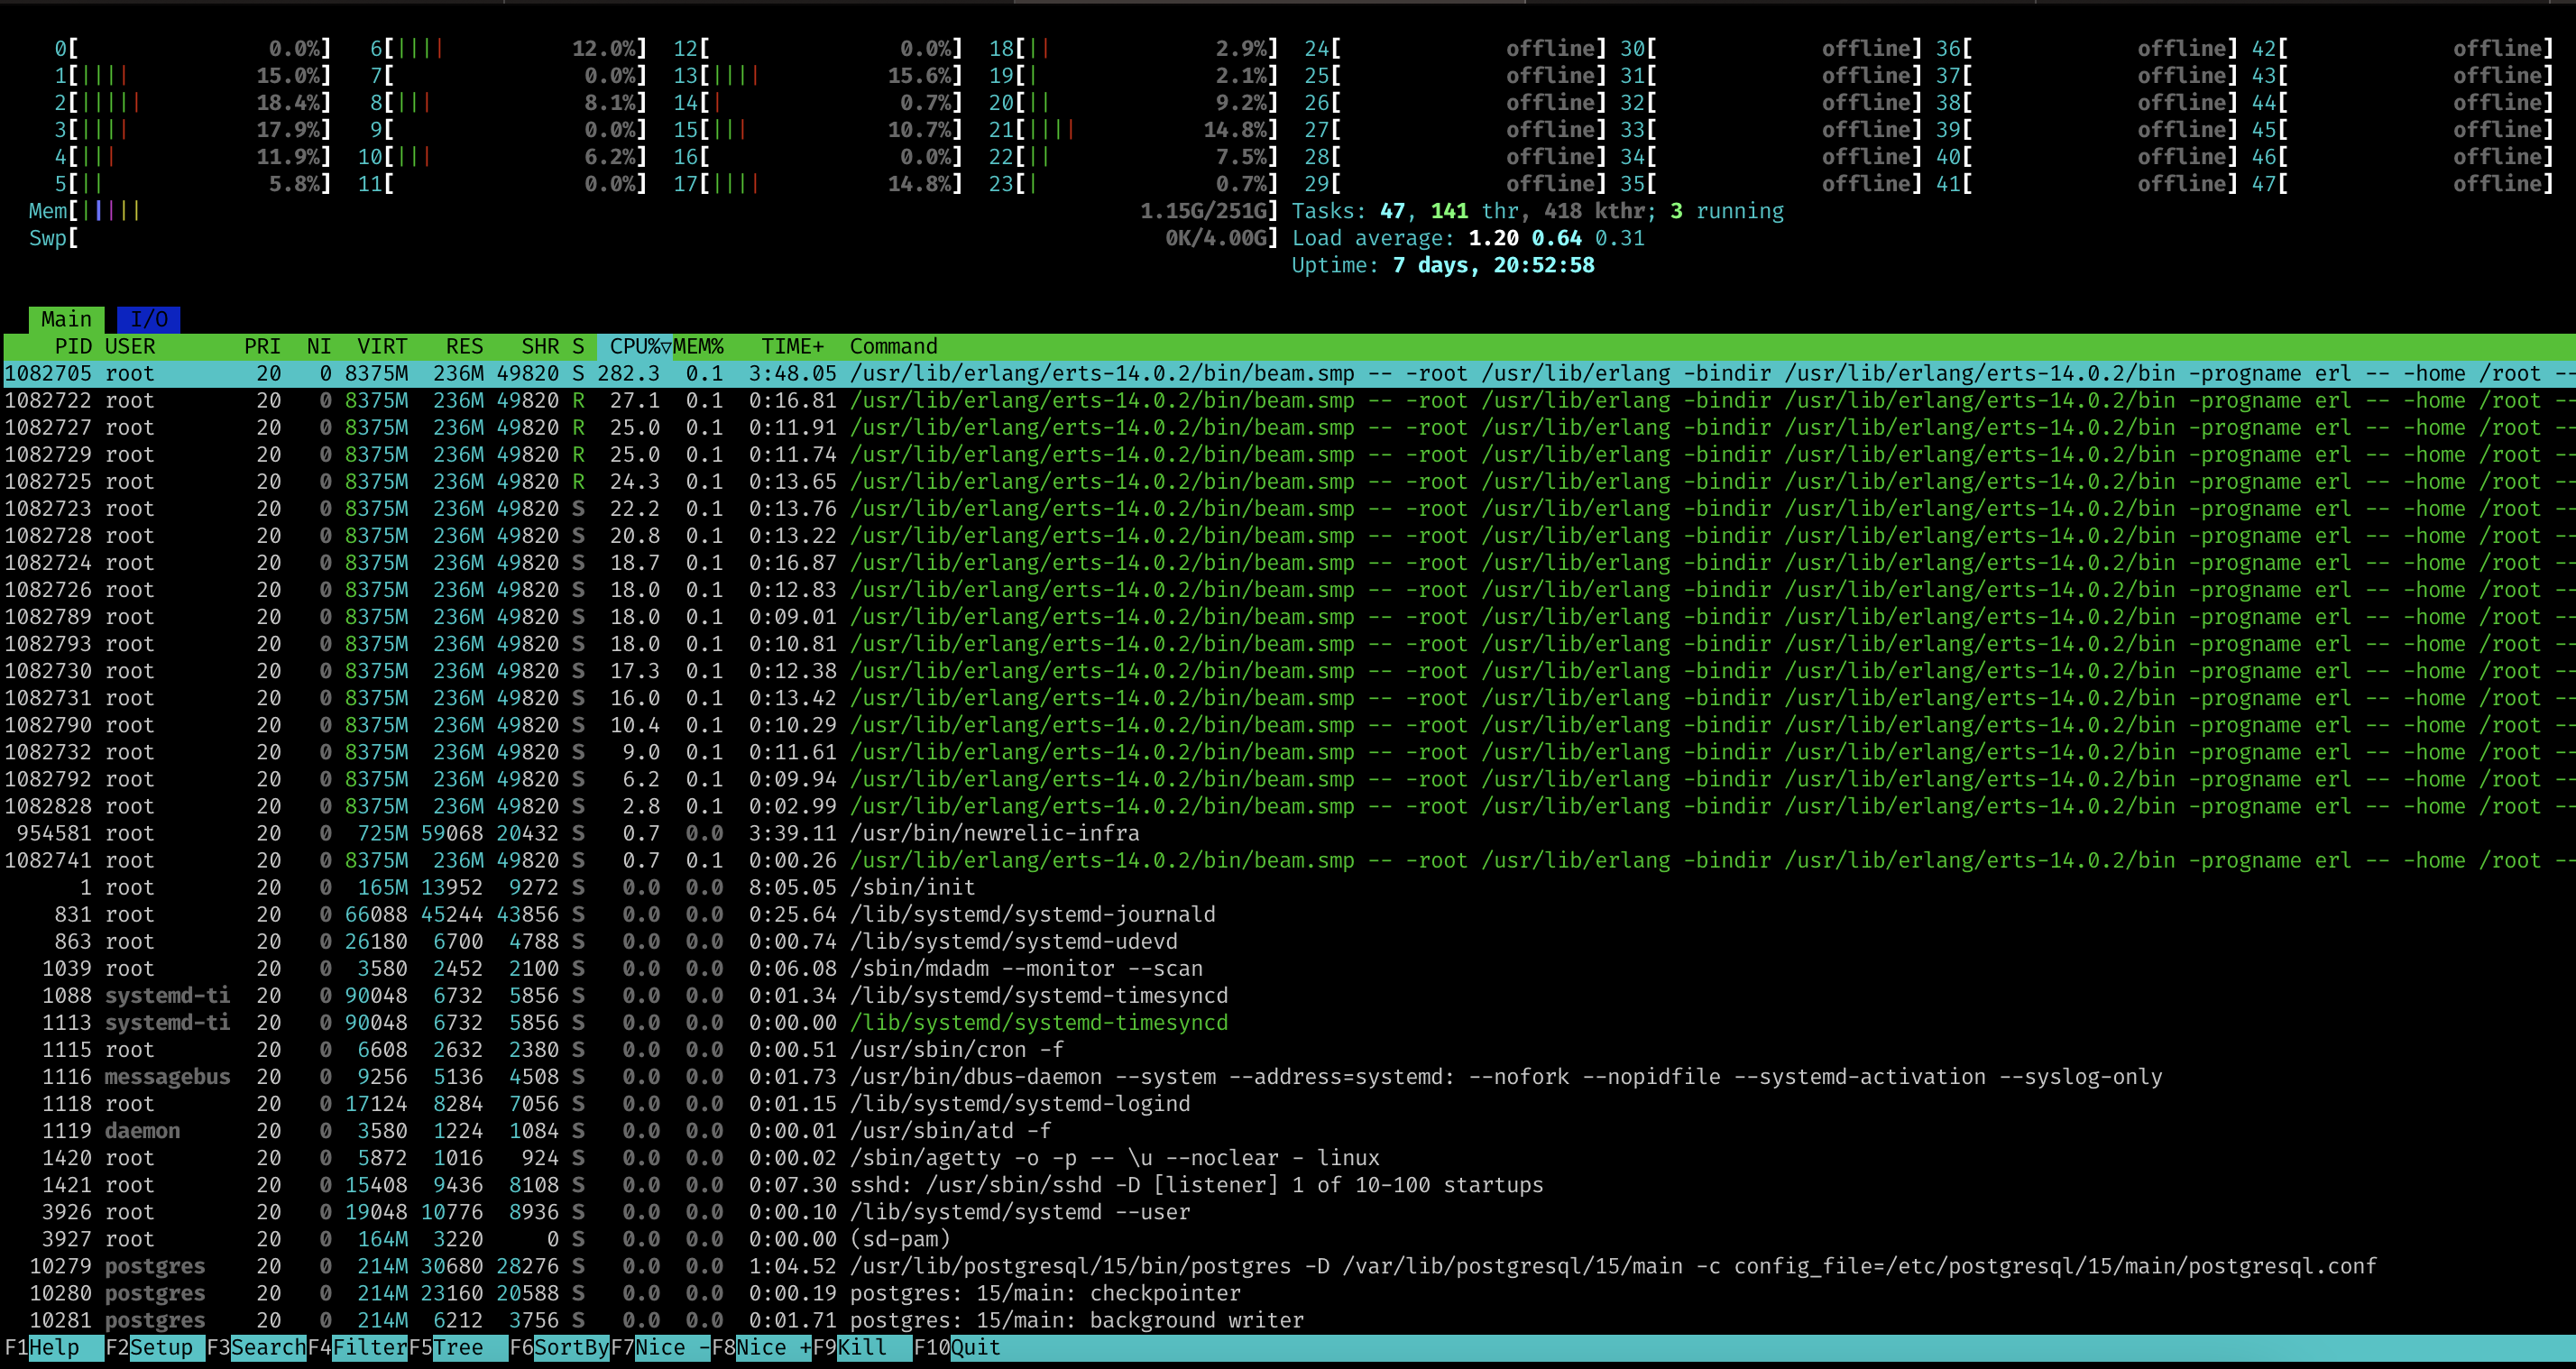 0[ 0.0%] 6[|||| 12.0%] 12[ 0.0%] 18[|| 2.9%] 24[ offline] 30[ offline] 36[ offline] 42[ offline]
1[|||| 15.0%] 7[ 0.0%] 13[|||| 15.6%] 19[| 2.1%] 25[ offline] 31[ offline] 37[ offline] 43[ offline]
2[||||| 18.4%] 8[||| 8.1%] 14[| 0.7%] 20[|| 9.2%] 26[ offline] 32[ offline] 38[ offline] 44[ offline]
3[|||| 17.9%] 9[ 0.0%] 15[||| 10.7%] 21[|||| 14.8%] 27[ offline] 33[ offline] 39[ offline] 45[ offline]
4[||| 11.9%] 10[||| 6.2%] 16[ 0.0%] 22[|| 7.5%] 28[ offline] 34[ offline] 40[ offline] 46[ offline]
5[|| 5.8%] 11[ 0.0%] 17[|||| 14.8%] 23[| 0.7%] 29[ offline] 35[ offline] 41[ offline] 47[ offline]
Mem[||||| 1.15G/251G] Tasks: 47, 141 thr, 418 kthr; 3 running
Swp[ 0K/4.00G] Load average: 1.20 0.64 0.31
Uptime: 7 days, 20:52:58
Main I/O
PID USER PRI NI VIRT RES SHR S CPU%▽MEM% TIME+ Command
1082705 root 20 0 8375M 236M 49820 S 282.3 0.1 3:48.05 /usr/lib/erlang/erts-14.0.2/bin/beam.smp -- -root /usr/lib/erlang -bindir /usr/lib/erlang/erts-14.0.2/bin -progname erl -- -home /root --
1082722 root 20 0 8375M 236M 49820 R 27.1 0.1 0:16.81 /usr/lib/erlang/erts-14.0.2/bin/beam.smp -- -root /usr/lib/erlang -bindir /usr/lib/erlang/erts-14.0.2/bin -progname erl -- -home /root --
1082727 root 20 0 8375M 236M 49820 R 25.0 0.1 0:11.91 /usr/lib/erlang/erts-14.0.2/bin/beam.smp -- -root /usr/lib/erlang -bindir /usr/lib/erlang/erts-14.0.2/bin -progname erl -- -home /root --
1082729 root 20 0 8375M 236M 49820 R 25.0 0.1 0:11.74 /usr/lib/erlang/erts-14.0.2/bin/beam.smp -- -root /usr/lib/erlang -bindir /usr/lib/erlang/erts-14.0.2/bin -progname erl -- -home /root --
1082725 root 20 0 8375M 236M 49820 R 24.3 0.1 0:13.65 /usr/lib/erlang/erts-14.0.2/bin/beam.smp -- -root /usr/lib/erlang -bindir /usr/lib/erlang/erts-14.0.2/bin -progname erl -- -home /root --
1082723 root 20 0 8375M 236M 49820 S 22.2 0.1 0:13.76 /usr/lib/erlang/erts-14.0.2/bin/beam.smp -- -root /usr/lib/erlang -bindir /usr/lib/erlang/erts-14.0.2/bin -progname erl -- -home /root --
1082728 root 20 0 8375M 236M 49820 S 20.8 0.1 0:13.22 /usr/lib/erlang/erts-14.0.2/bin/beam.smp -- -root /usr/lib/erlang -bindir /usr/lib/erlang/erts-14.0.2/bin -progname erl -- -home /root --
1082724 root 20 0 8375M 236M 49820 S 18.7 0.1 0:16.87 /usr/lib/erlang/erts-14.0.2/bin/beam.smp -- -root /usr/lib/erlang -bindir /usr/lib/erlang/erts-14.0.2/bin -progname erl -- -home /root --
1082726 root 20 0 8375M 236M 49820 S 18.0 0.1 0:12.83 /usr/lib/erlang/erts-14.0.2/bin/beam.smp -- -root /usr/lib/erlang -bindir /usr/lib/erlang/erts-14.0.2/bin -progname erl -- -home /root --
1082789 root 20 0 8375M 236M 49820 S 18.0 0.1 0:09.01 /usr/lib/erlang/erts-14.0.2/bin/beam.smp -- -root /usr/lib/erlang -bindir /usr/lib/erlang/erts-14.0.2/bin -progname erl -- -home /root --
1082793 root 20 0 8375M 236M 49820 S 18.0 0.1 0:10.81 /usr/lib/erlang/erts-14.0.2/bin/beam.smp -- -root /usr/lib/erlang -bindir /usr/lib/erlang/erts-14.0.2/bin -progname erl -- -home /root --
1082730 root 20 0 8375M 236M 49820 S 17.3 0.1 0:12.38 /usr/lib/erlang/erts-14.0.2/bin/beam.smp -- -root /usr/lib/erlang -bindir /usr/lib/erlang/erts-14.0.2/bin -progname erl -- -home /root --
1082731 root 20 0 8375M 236M 49820 S 16.0 0.1 0:13.42 /usr/lib/erlang/erts-14.0.2/bin/beam.smp -- -root /usr/lib/erlang -bindir /usr/lib/erlang/erts-14.0.2/bin -progname erl -- -home /root --
1082790 root 20 0 8375M 236M 49820 S 10.4 0.1 0:10.29 /usr/lib/erlang/erts-14.0.2/bin/beam.smp -- -root /usr/lib/erlang -bindir /usr/lib/erlang/erts-14.0.2/bin -progname erl -- -home /root --
1082732 root 20 0 8375M 236M 49820 S 9.0 0.1 0:11.61 /usr/lib/erlang/erts-14.0.2/bin/beam.smp -- -root /usr/lib/erlang -bindir /usr/lib/erlang/erts-14.0.2/bin -progname erl -- -home /root --
1082792 root 20 0 8375M 236M 49820 S 6.2 0.1 0:09.94 /usr/lib/erlang/erts-14.0.2/bin/beam.smp -- -root /usr/lib/erlang -bindir /usr/lib/erlang/erts-14.0.2/bin -progname erl -- -home /root --
1082828 root 20 0 8375M 236M 49820 S 2.8 0.1 0:02.99 /usr/lib/erlang/erts-14.0.2/bin/beam.smp -- -root /usr/lib/erlang -bindir /usr/lib/erlang/erts-14.0.2/bin -progname erl -- -home /root --
954581 root 20 0 725M 59068 20432 S 0.7 0.0 3:39.11 /usr/bin/newrelic-infra
1082741 root 20 0 8375M 236M 49820 S 0.7 0.1 0:00.26 /usr/lib/erlang/erts-14.0.2/bin/beam.smp -- -root /usr/lib/erlang -bindir /usr/lib/erlang/erts-14.0.2/bin -progname erl -- -home /root --
1 root 20 0 165M 13952 9272 S 0.0 0.0 8:05.05 /sbin/init
831 root 20 0 66088 45244 43856 S 0.0 0.0 0:25.64 /lib/systemd/systemd-journald
863 root 20 0 26180 6700 4788 S 0.0 0.0 0:00.74 /lib/systemd/systemd-udevd
1039 root 20 0 3580 2452 2100 S 0.0 0.0 0:06.08 /sbin/mdadm --monitor --scan
1088 systemd-ti 20 0 90048 6732 5856 S 0.0 0.0 0:01.34 /lib/systemd/systemd-timesyncd
1113 systemd-ti 20 0 90048 6732 5856 S 0.0 0.0 0:00.00 /lib/systemd/systemd-timesyncd
1115 root 20 0 6608 2632 2380 S 0.0 0.0 0:00.51 /usr/sbin/cron -f
1116 messagebus 20 0 9256 5136 4508 S 0.0 0.0 0:01.73 /usr/bin/dbus-daemon --system --address=systemd: --nofork --nopidfile --systemd-activation --syslog-only
1118 root 20 0 17124 8284 7056 S 0.0 0.0 0:01.15 /lib/systemd/systemd-logind
1119 daemon 20 0 3580 1224 1084 S 0.0 0.0 0:00.01 /usr/sbin/atd -f
1420 root 20 0 5872 1016 924 S 0.0 0.0 0:00.02 /sbin/agetty -o -p -- \u --noclear - linux
1421 root 20 0 15408 9436 8108 S 0.0 0.0 0:07.30 sshd: /usr/sbin/sshd -D [listener] 1 of 10-100 startups
3926 root 20 0 19048 10776 8936 S 0.0 0.0 0:00.10 /lib/systemd/systemd --user
3927 root 20 0 164M 3220 0 S 0.0 0.0 0:00.00 (sd-pam)
10279 postgres 20 0 214M 30680 28276 S 0.0 0.0 1:04.52 /usr/lib/postgresql/15/bin/postgres -D /var/lib/postgresql/15/main -c config_file=/etc/postgresql/15/main/postgresql.conf
10280 postgres 20 0 214M 23160 20588 S 0.0 0.0 0:00.19 postgres: 15/main: checkpointer
10281 postgres 20 0 214M 6212 3756 S 0.0 0.0 0:01.71 postgres: 15/main: background writer
F1Help F2Setup F3SearchF4FilterF5Tree F6SortByF7Nice -F8Nice +F9Kill F10Quit